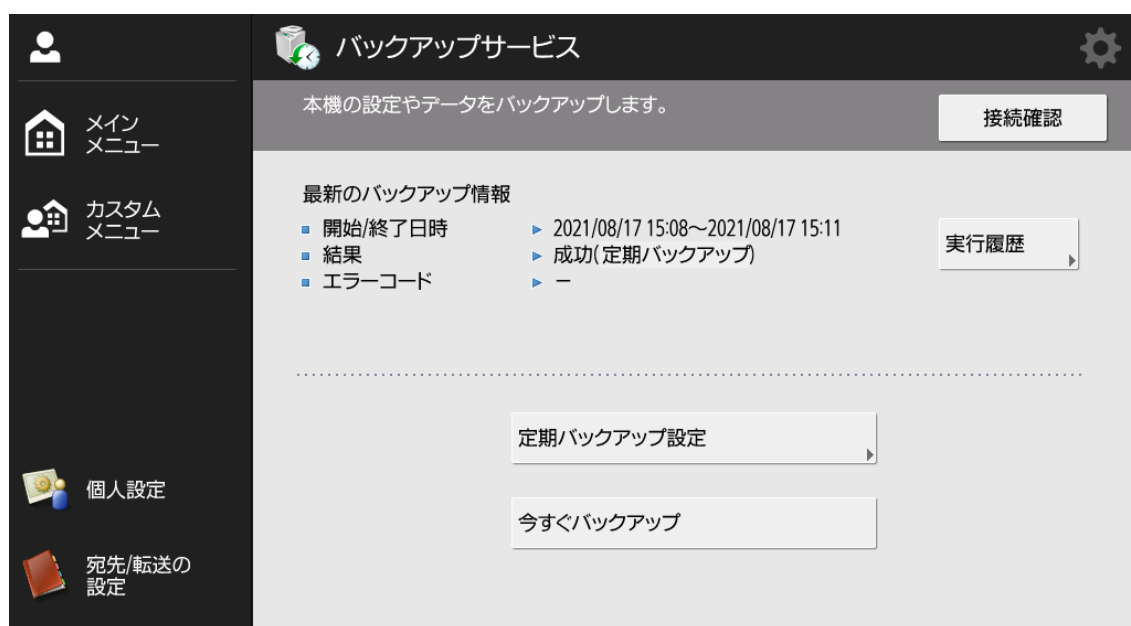 バックアップサービス
本機の設定やデータをバックアップします。
接続確認
メイン
メニュー
カスタム
メニュー
最新のバックアップ情報
開始/終了日時 2021/08/17 15:08～2021/08/17 15:11
結果 成功(定期バックアップ)
エラーコード －
実行履歴
定期バックアップ設定
今すぐバックアップ
個人設定
宛先/転送の
設定